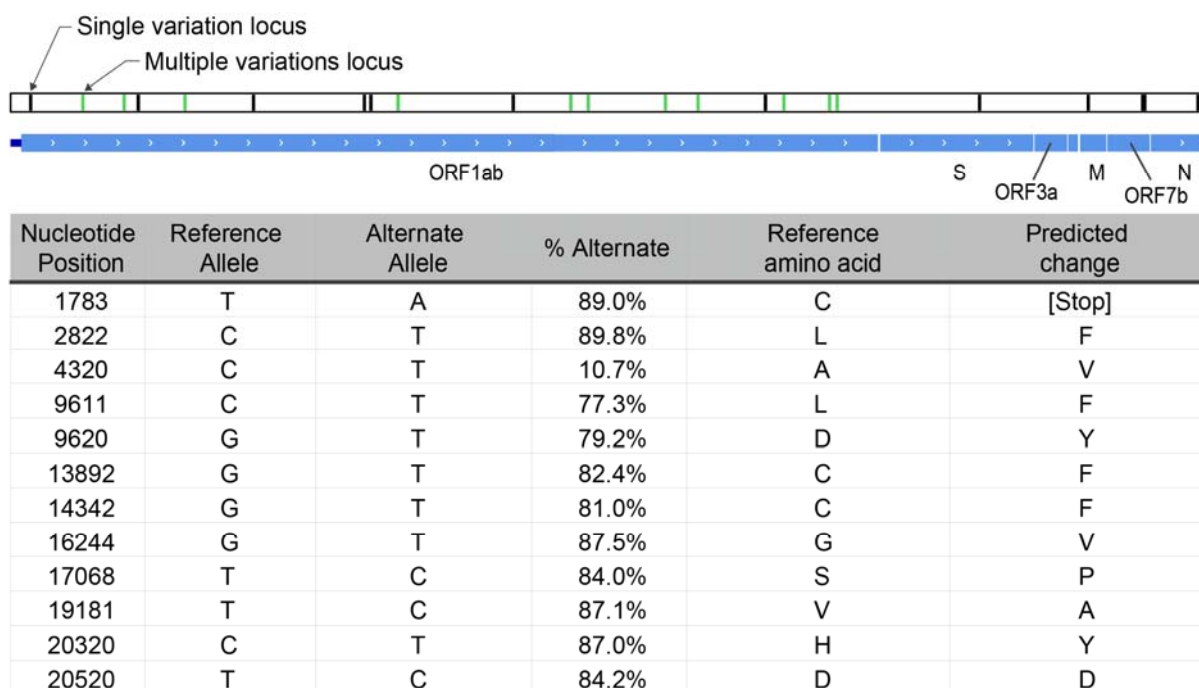 Single variation locus
Multiple variations locus
ORF1ab
S
M
N
ORF3a
ORF7b
Nucleotide Position Reference Allele Alternate Allele % Alternate Reference amino acid Predicted change
1783 T A 89.0% C [Stop]
2822 C T 89.8% L F
4320 C T 10.7% A V
9611 C T 77.3% L F
9620 G T 79.2% D Y
13892 G T 82.4% C F
14342 G T 81.0% C F
16244 G T 87.5% G V
17068 T C 84.0% S P
19181 T C 87.1% V A
20320 C T 87.0% H Y
20520 T C 84.2% D D